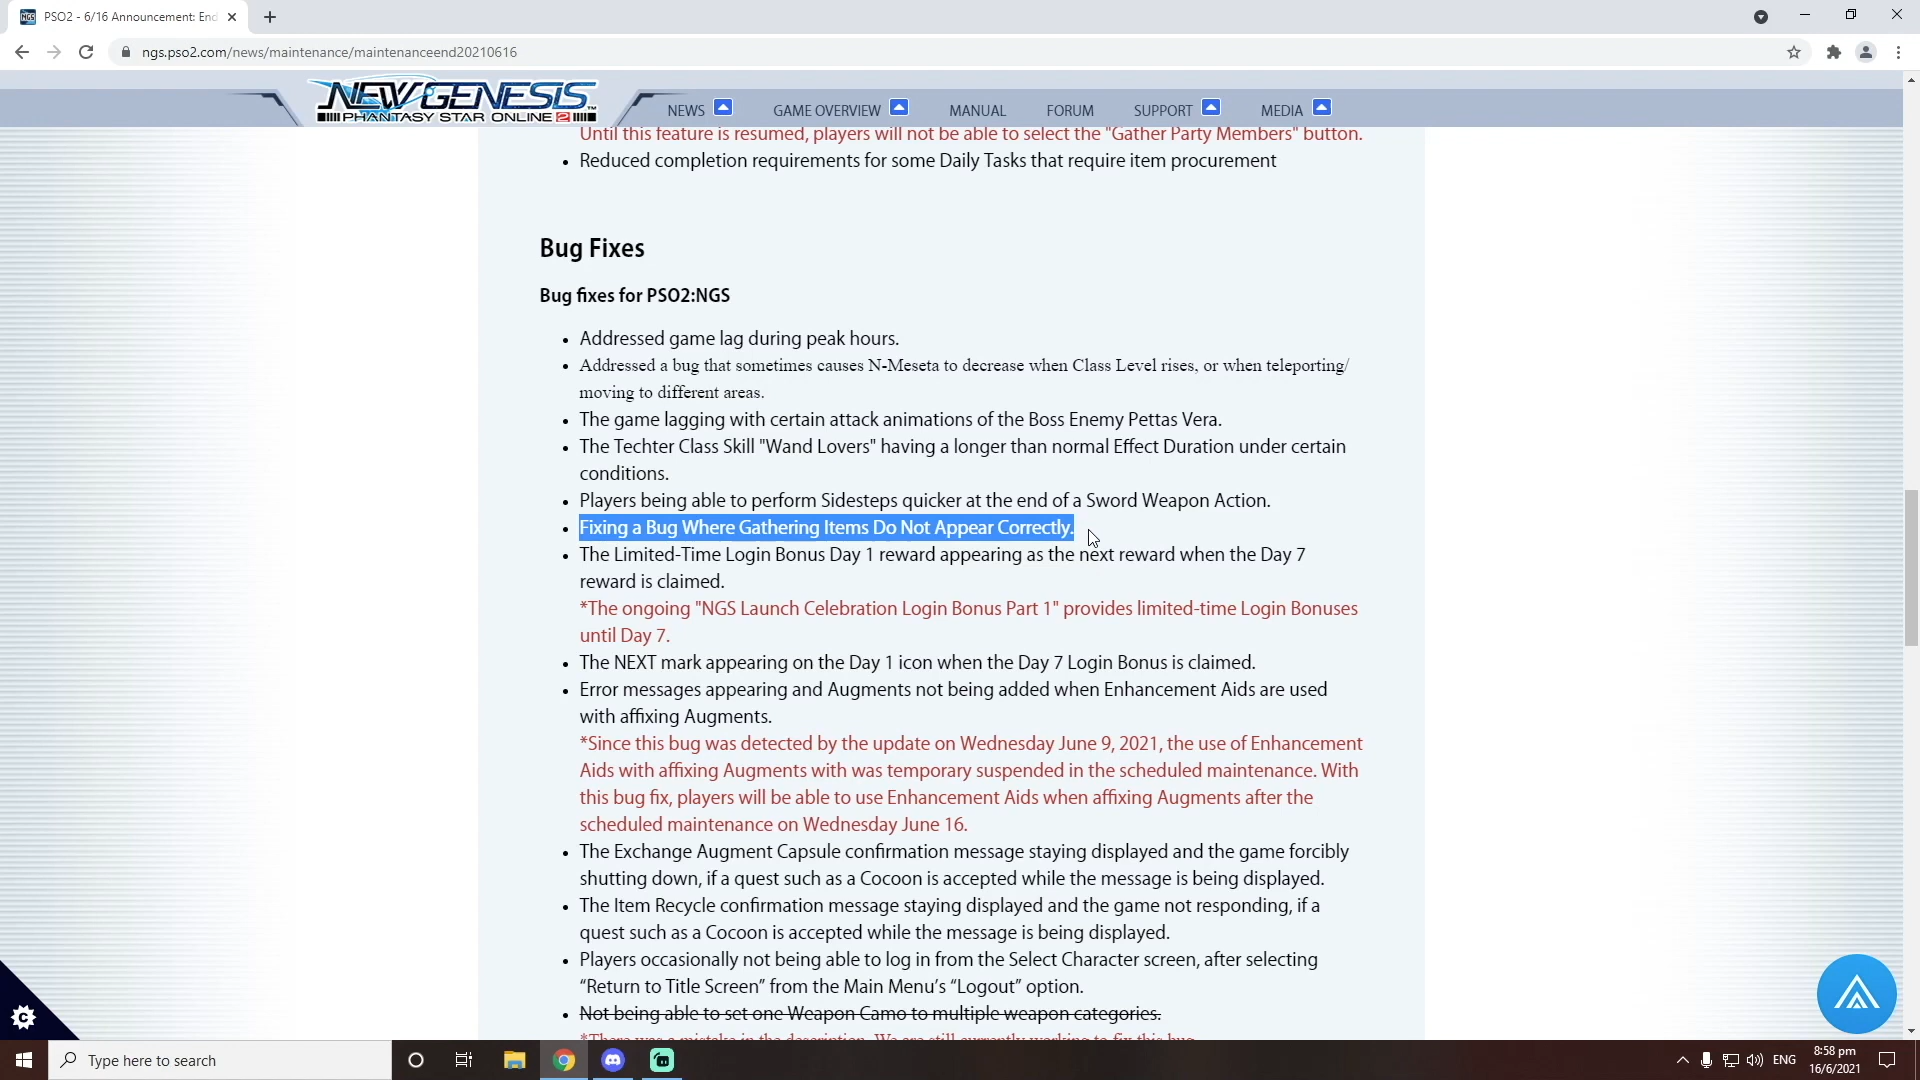 PSO2 - 6/16 Announcement: End
ngs.pso2.com/news/maintenance/maintenanceend20210616
NEW GENESIS
PHANTASY STAR ONLINE 2
NEWS
GAME OVERVIEW
MANUAL
FORUM
SUPPORT
MEDIA
Until this feature is resumed, players will not be able to select the "Gather Party Members" button.
Reduced completion requirements for some Daily Tasks that require item procurement
Bug Fixes
Bug fixes for PSO2:NGS
Addressed game lag during peak hours.
Addressed a bug that sometimes causes N-Meseta to decrease when Class Level rises, or when teleporting/
moving to different areas.
The game lagging with certain attack animations of the Boss Enemy Pettas Vera.
The Techter Class Skill "Wand Lovers" having a longer than normal Effect Duration under certain
conditions.
Players being able to perform Sidesteps quicker at the end of a Sword Weapon Action.
Fixing a Bug Where Gathering Items Do Not Appear Correctly.
The Limited-Time Login Bonus Day 1 reward appearing as the next reward when the Day 7
reward is claimed.
*The ongoing "NGS Launch Celebration Login Bonus Part 1" provides limited-time Login Bonuses
until Day 7.
The NEXT mark appearing on the Day 1 icon when the Day 7 Login Bonus is claimed.
Error messages appearing and Augments not being added when Enhancement Aids are used
with affixing Augments.
*Since this bug was detected by the update on Wednesday June 9, 2021, the use of Enhancement
Aids with affixing Augments with was temporary suspended in the scheduled maintenance. With
this bug fix, players will be able to use Enhancement Aids when affixing Augments after the
scheduled maintenance on Wednesday June 16.
The Exchange Augment Capsule confirmation message staying displayed and the game forcibly
shutting down, if a quest such as a Cocoon is accepted while the message is being displayed.
The Item Recycle confirmation message staying displayed and the game not responding, if a
quest such as a Cocoon is accepted while the message is being displayed.
Players occasionally not being able to log in from the Select Character screen, after selecting
“Return to Title Screen” from the Main Menu’s “Logout” option.
Not being able to set one Weapon Camo to multiple weapon categories.
*There was a mistake in the description. We are still currently working to fix this bug.
Type here to search
ENG
8:58 pm
16/6/2021